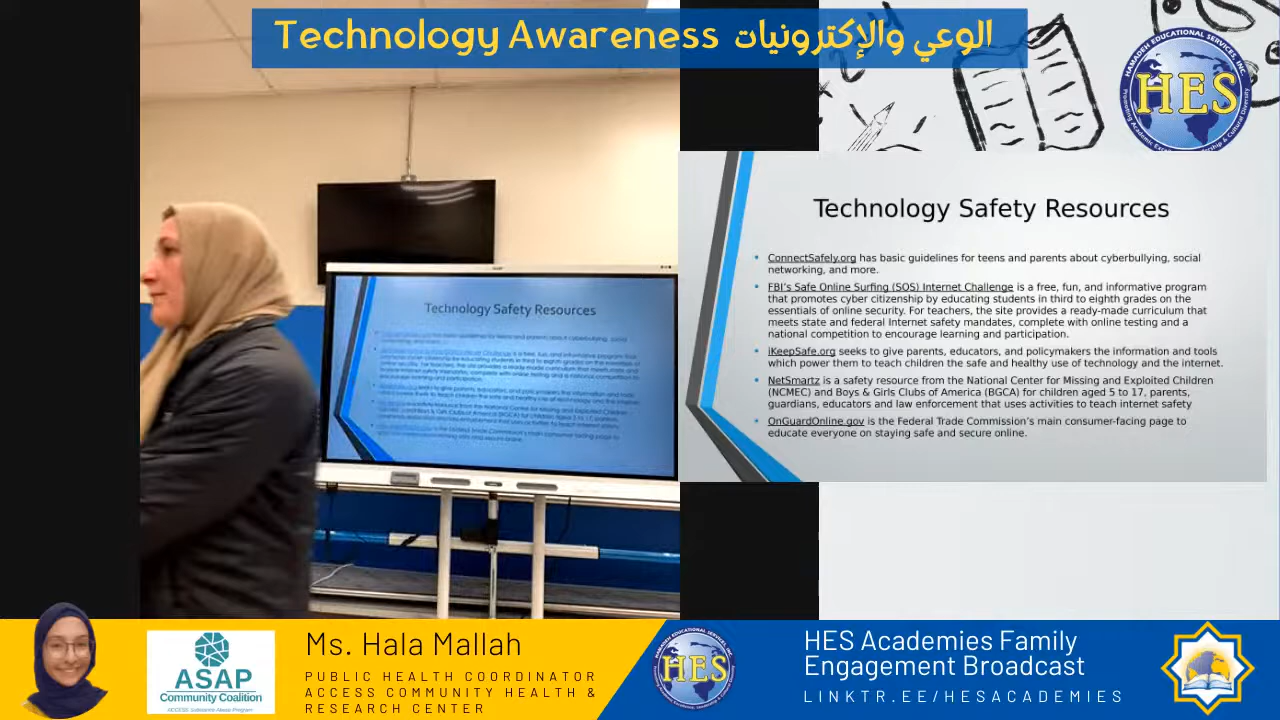 Technology Awareness الوعي والإكترونيات
HAMADEH EDUCATIONAL SERVICES, INC.
HES
Technology Safety Resources
ConnectSafely.org has basic guidelines for teens and parents about cyberbullying, social
networking, and more.
FBI's Safe Online Surfing (SOS) Internet Challenge is a free, fun, and informative program
that promotes cyber citizenship by educating students in third to eighth grades on the
essentials of online security. For teachers, the site provides a ready-made curriculum that
meets state and federal Internet safety mandates, complete with online testing and a
national competition to encourage learning and participation.
iKeepSafe.org seeks to give parents, educators, and policymakers the information and tools
which power them to teach children the safe and healthy use of technology and the internet.
NetSmartz is a safety resource from the National Center for Missing and Exploited Children
(NCMEC) and Boys & Girls Clubs of America (BGCA) for children aged 5 to 17, parents,
guardians, educators and law enforcement that uses activities to teach internet safety
OnGuardOnline.gov is the Federal Trade Commission's main consumer-facing page to
educate everyone on staying safe and secure online.
Technology Safety Resources
ASAP
Community Coalition
ACCESS Substance Abuse Program
Ms. Hala Mallah
PUBLIC HEALTH COORDINATOR
ACCESS COMMUNITY HEALTH &
RESEARCH CENTER
HES
HES Academies Family
Engagement Broadcast
LINKTR.EE/HESACADEMIES